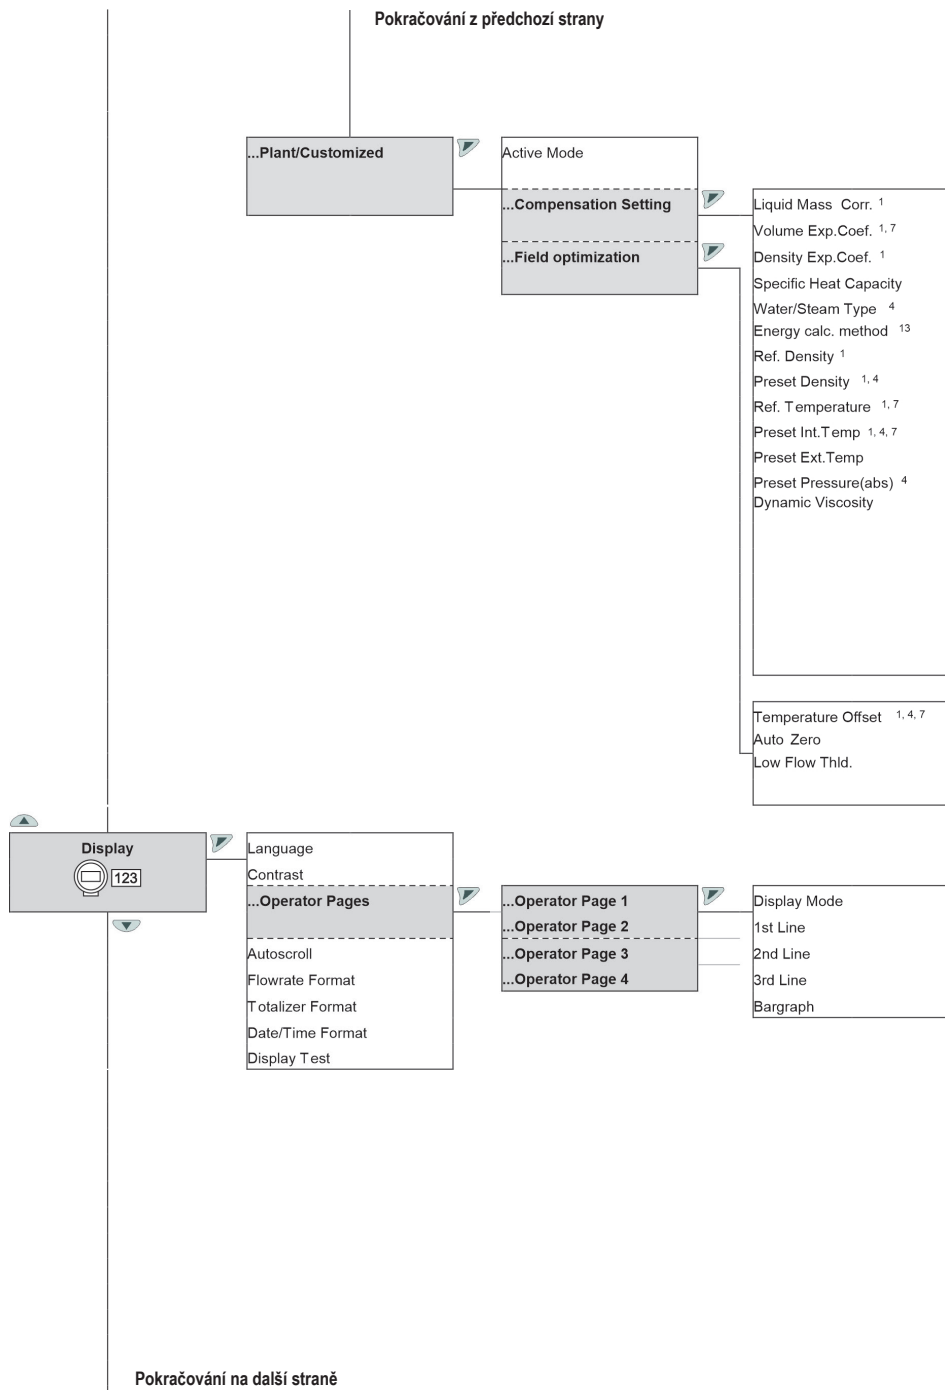 Pokračování z předchozí strany
...Plant/Customized
Active Mode
...Compensation Setting
...Field optimization
Liquid Mass Corr. 1
Volume Exp.Coef. 1, 7
Density Exp.Coef. 1
Specific Heat Capacity
Water/Steam Type 4
Energy calc. method 13
Ref. Density 1
Preset Density 1, 4
Ref. Temperature 1, 7
Preset Int.Temp 1, 4, 7
Preset Ext.Temp
Preset Pressure(abs) 4
Dynamic Viscosity
Temperature Offset 1, 4, 7
Auto Zero
Low Flow Thld.
Display
123
Language
Contrast
...Operator Pages
Autoscroll
Flowrate Format
Totalizer Format
Date/Time Format
Display Test
...Operator Page 1
...Operator Page 2
...Operator Page 3
...Operator Page 4
Display Mode
1st Line
2nd Line
3rd Line
Bargraph
Pokračování na další straně